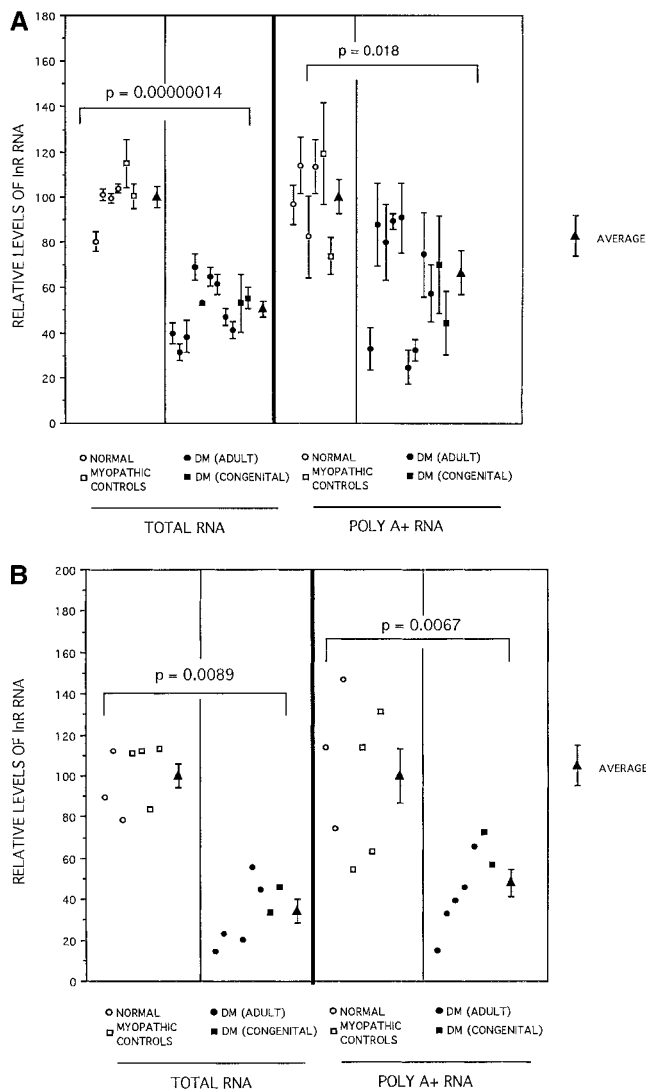 A
RELATIVE LEVELS OF InR RNA
180
160
140
120
100
80
60
40
20
0
p = 0.00000014
p = 0.018
AVERAGE
NORMAL
MYOPATHIC CONTROLS
DM (ADULT)
DM (CONGENITAL)
NORMAL
MYOPATHIC CONTROLS
DM (ADULT)
DM (CONGENITAL)
TOTAL RNA
POLY A+ RNA
B
RELATIVE LEVELS OF InR RNA
200
180
160
140
120
100
80
60
40
20
0
p = 0.0089
p = 0.0067
AVERAGE
NORMAL
MYOPATHIC CONTROLS
DM (ADULT)
DM (CONGENITAL)
NORMAL
MYOPATHIC CONTROLS
DM (ADULT)
DM (CONGENITAL)
TOTAL RNA
POLY A+ RNA